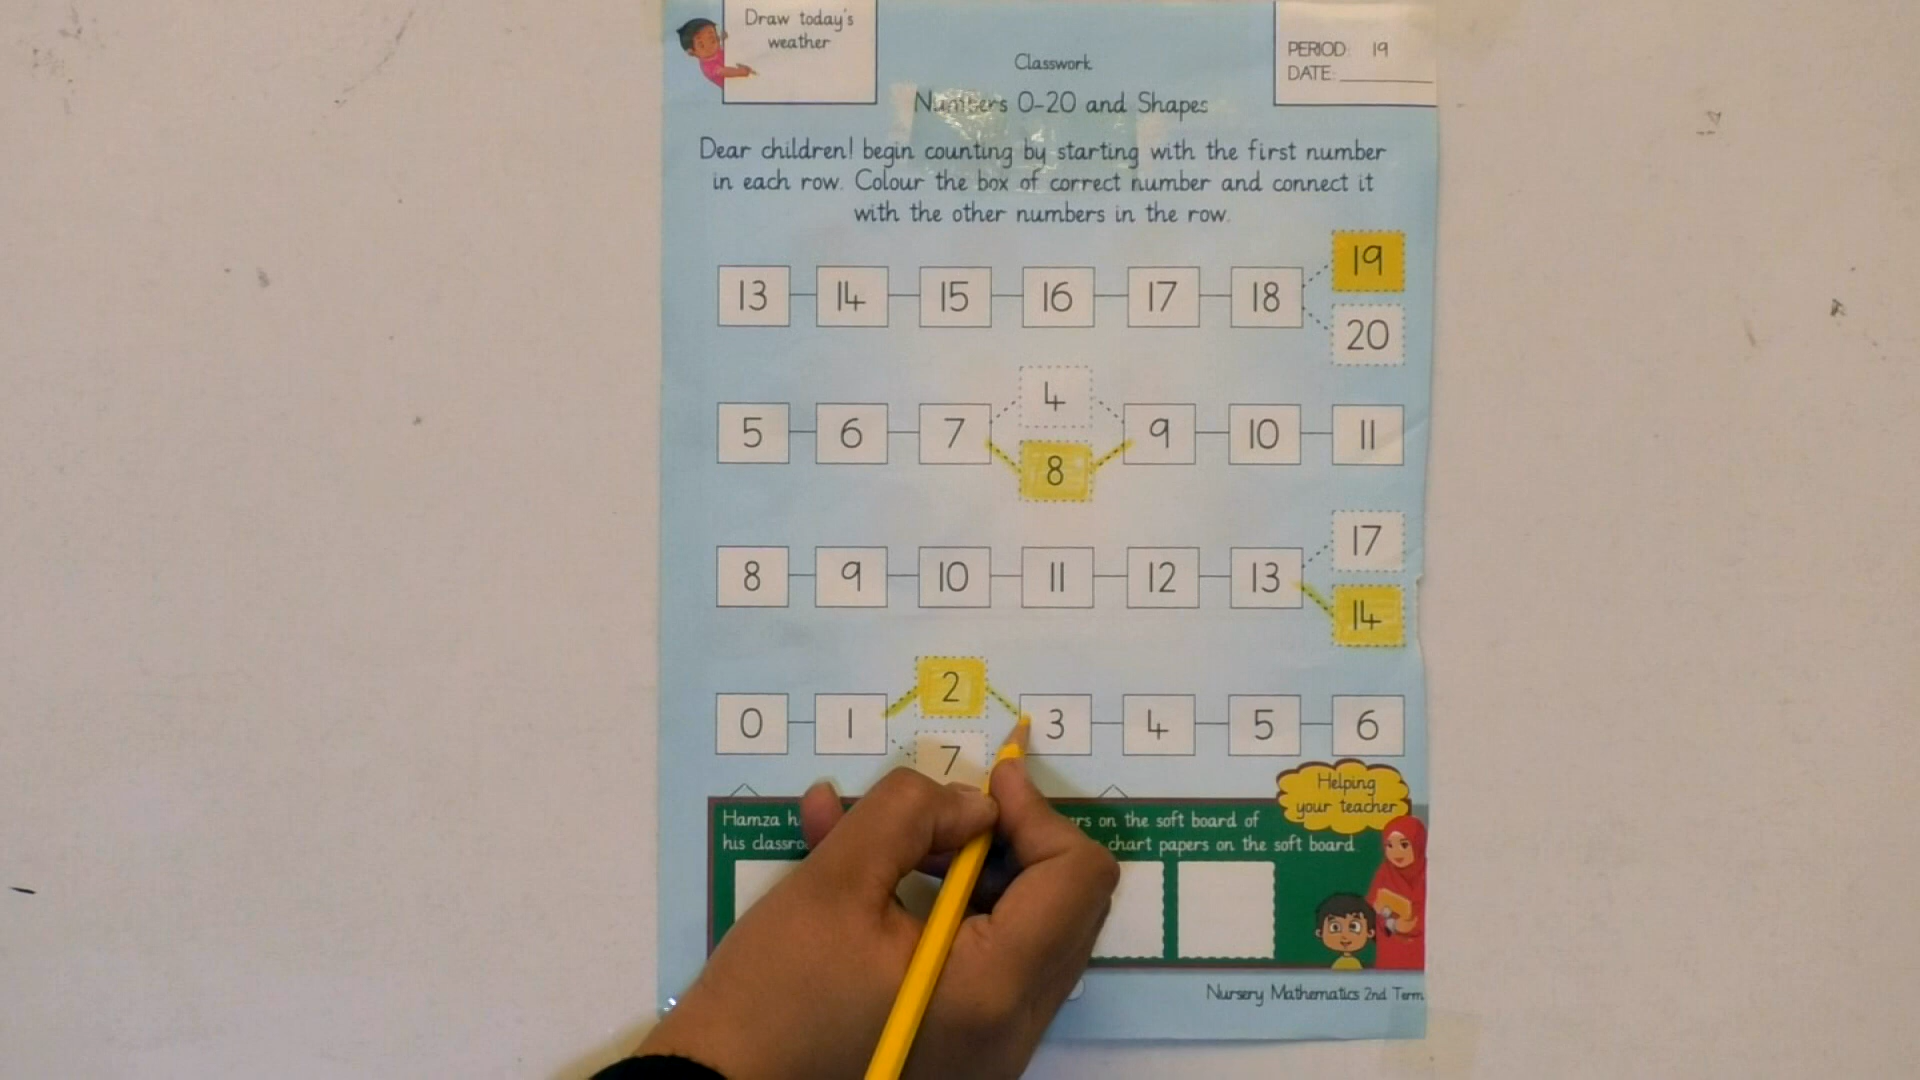 Draw today's
weather
PERIOD: 19
DATE:
Classwork
Numbers 0-20 and Shapes
Dear children! begin counting by starting with the first number
in each row. Colour the box of correct number and connect it
with the other numbers in the row.
19
13 14 15 16 17 18
20
4
5 6 7 9 10 11
8
17
8 9 10 11 12 13
14
2
0 1 3 4 5 6
7
Helping
your teacher
Hamza on the soft board of
his chart papers on the soft board
Nursery Mathematics 2nd Term